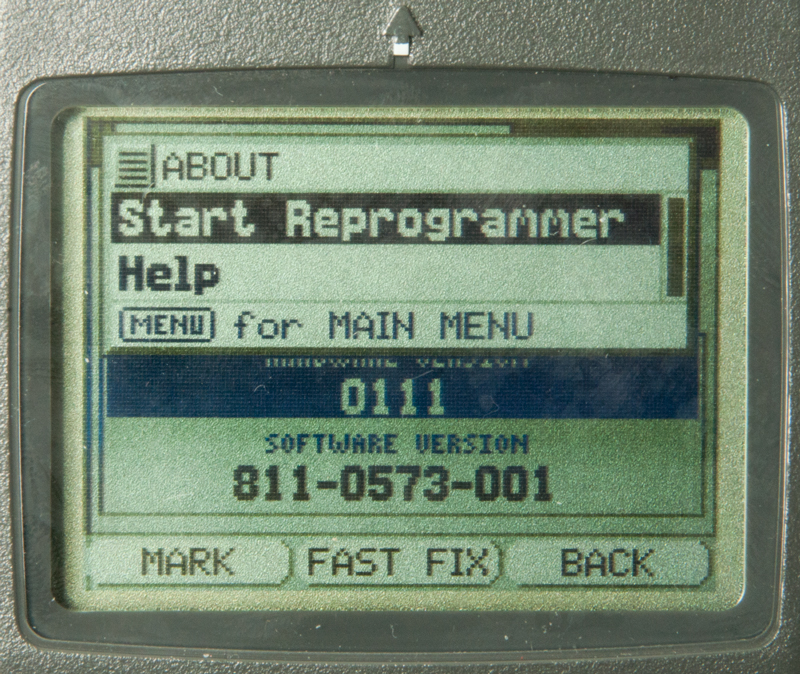 ABOUT
Start Reprogrammer
Help
MENU for MAIN MENU
0111
SOFTWARE VERSION
811-0573-001
MARK FAST FIX BACK